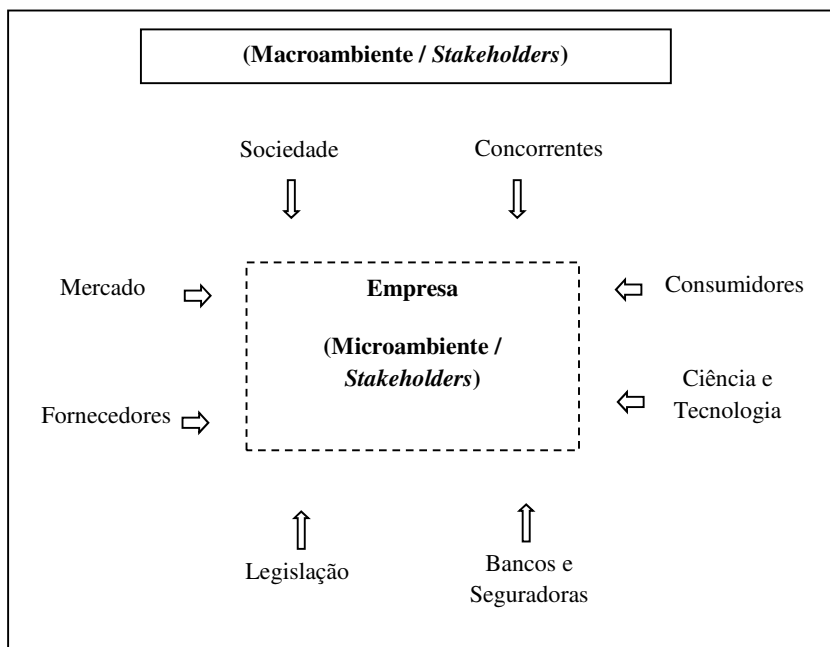 (Macroambiente / Stakeholders)
Sociedade
Concorrentes
Mercado
Empresa
Consumidores
(Microambiente /
Stakeholders)
Ciência e
Tecnologia
Fornecedores
Legislação
Bancos e
Seguradoras